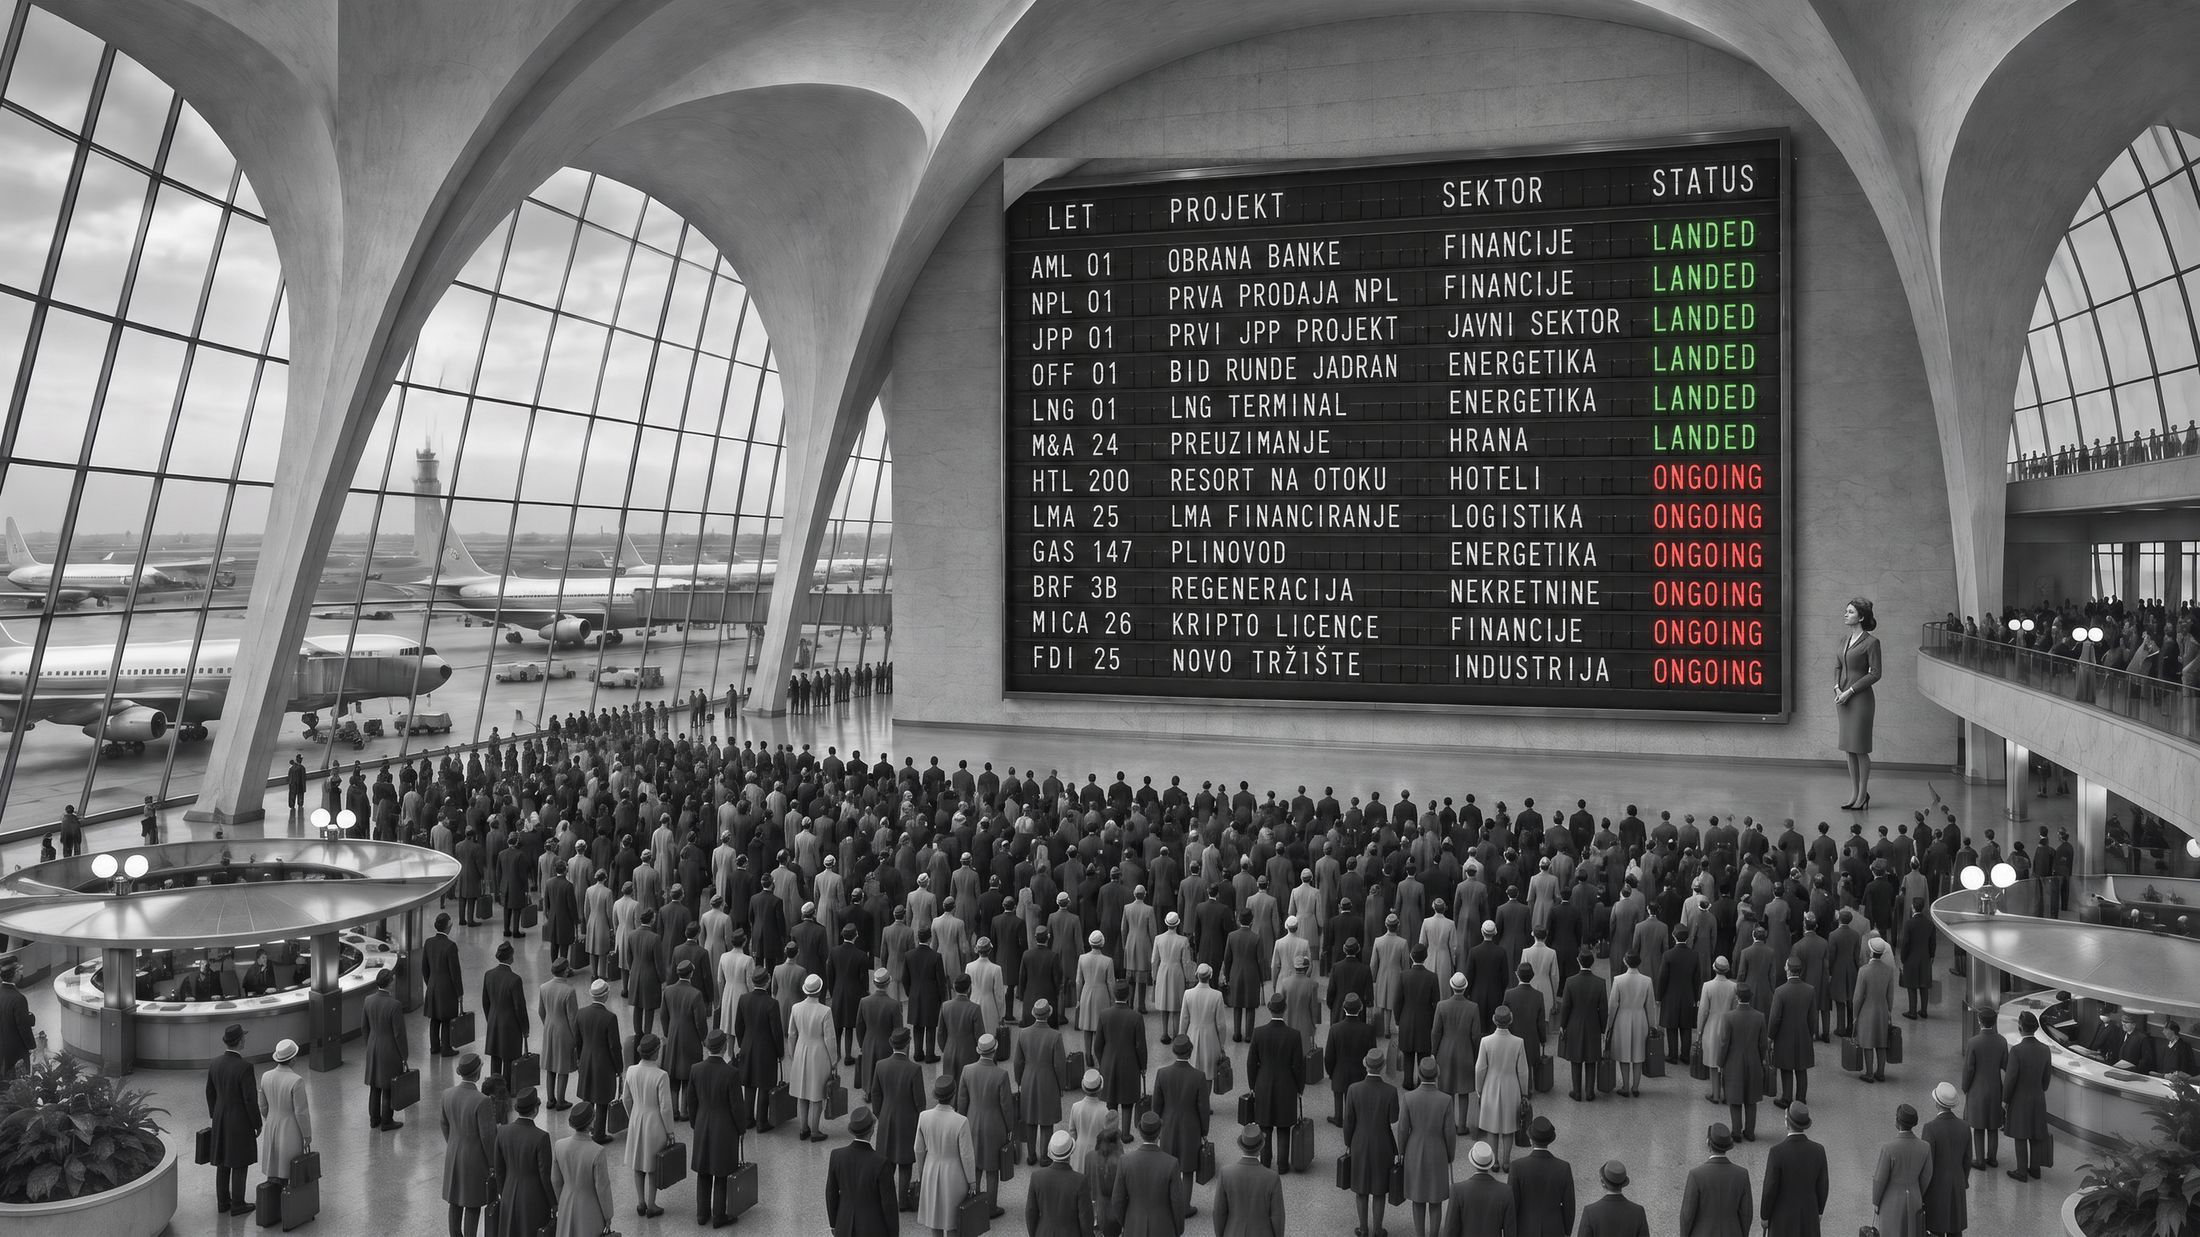 LET PROJEKT SEKTOR STATUS
AML 01 OBRANA BANKE FINANCIJE LANDED
NPL 01 PRVA PRODAJA NPL FINANCIJE LANDED
JPP 01 PRVI JPP PROJEKT JAVNI SEKTOR LANDED
OFF 01 BID RUNDE JADRAN ENERGETIKA LANDED
LNG 01 LNG TERMINAL ENERGETIKA LANDED
M&A 24 PREUZIMANJE HRANA LANDED
HTL 200 RESORT NA OTOKU HOTELI ONGOING
LMA 25 LMA FINANCIRANJE LOGISTIKA ONGOING
GAS 147 PLINOVOD ENERGETIKA ONGOING
BRF 3B REGENERACIJA NEKRETNINE ONGOING
MICA 26 KRIPTO LICENCE FINANCIJE ONGOING
FDI 25 NOVO TRŽIŠTE INDUSTRIJA ONGOING